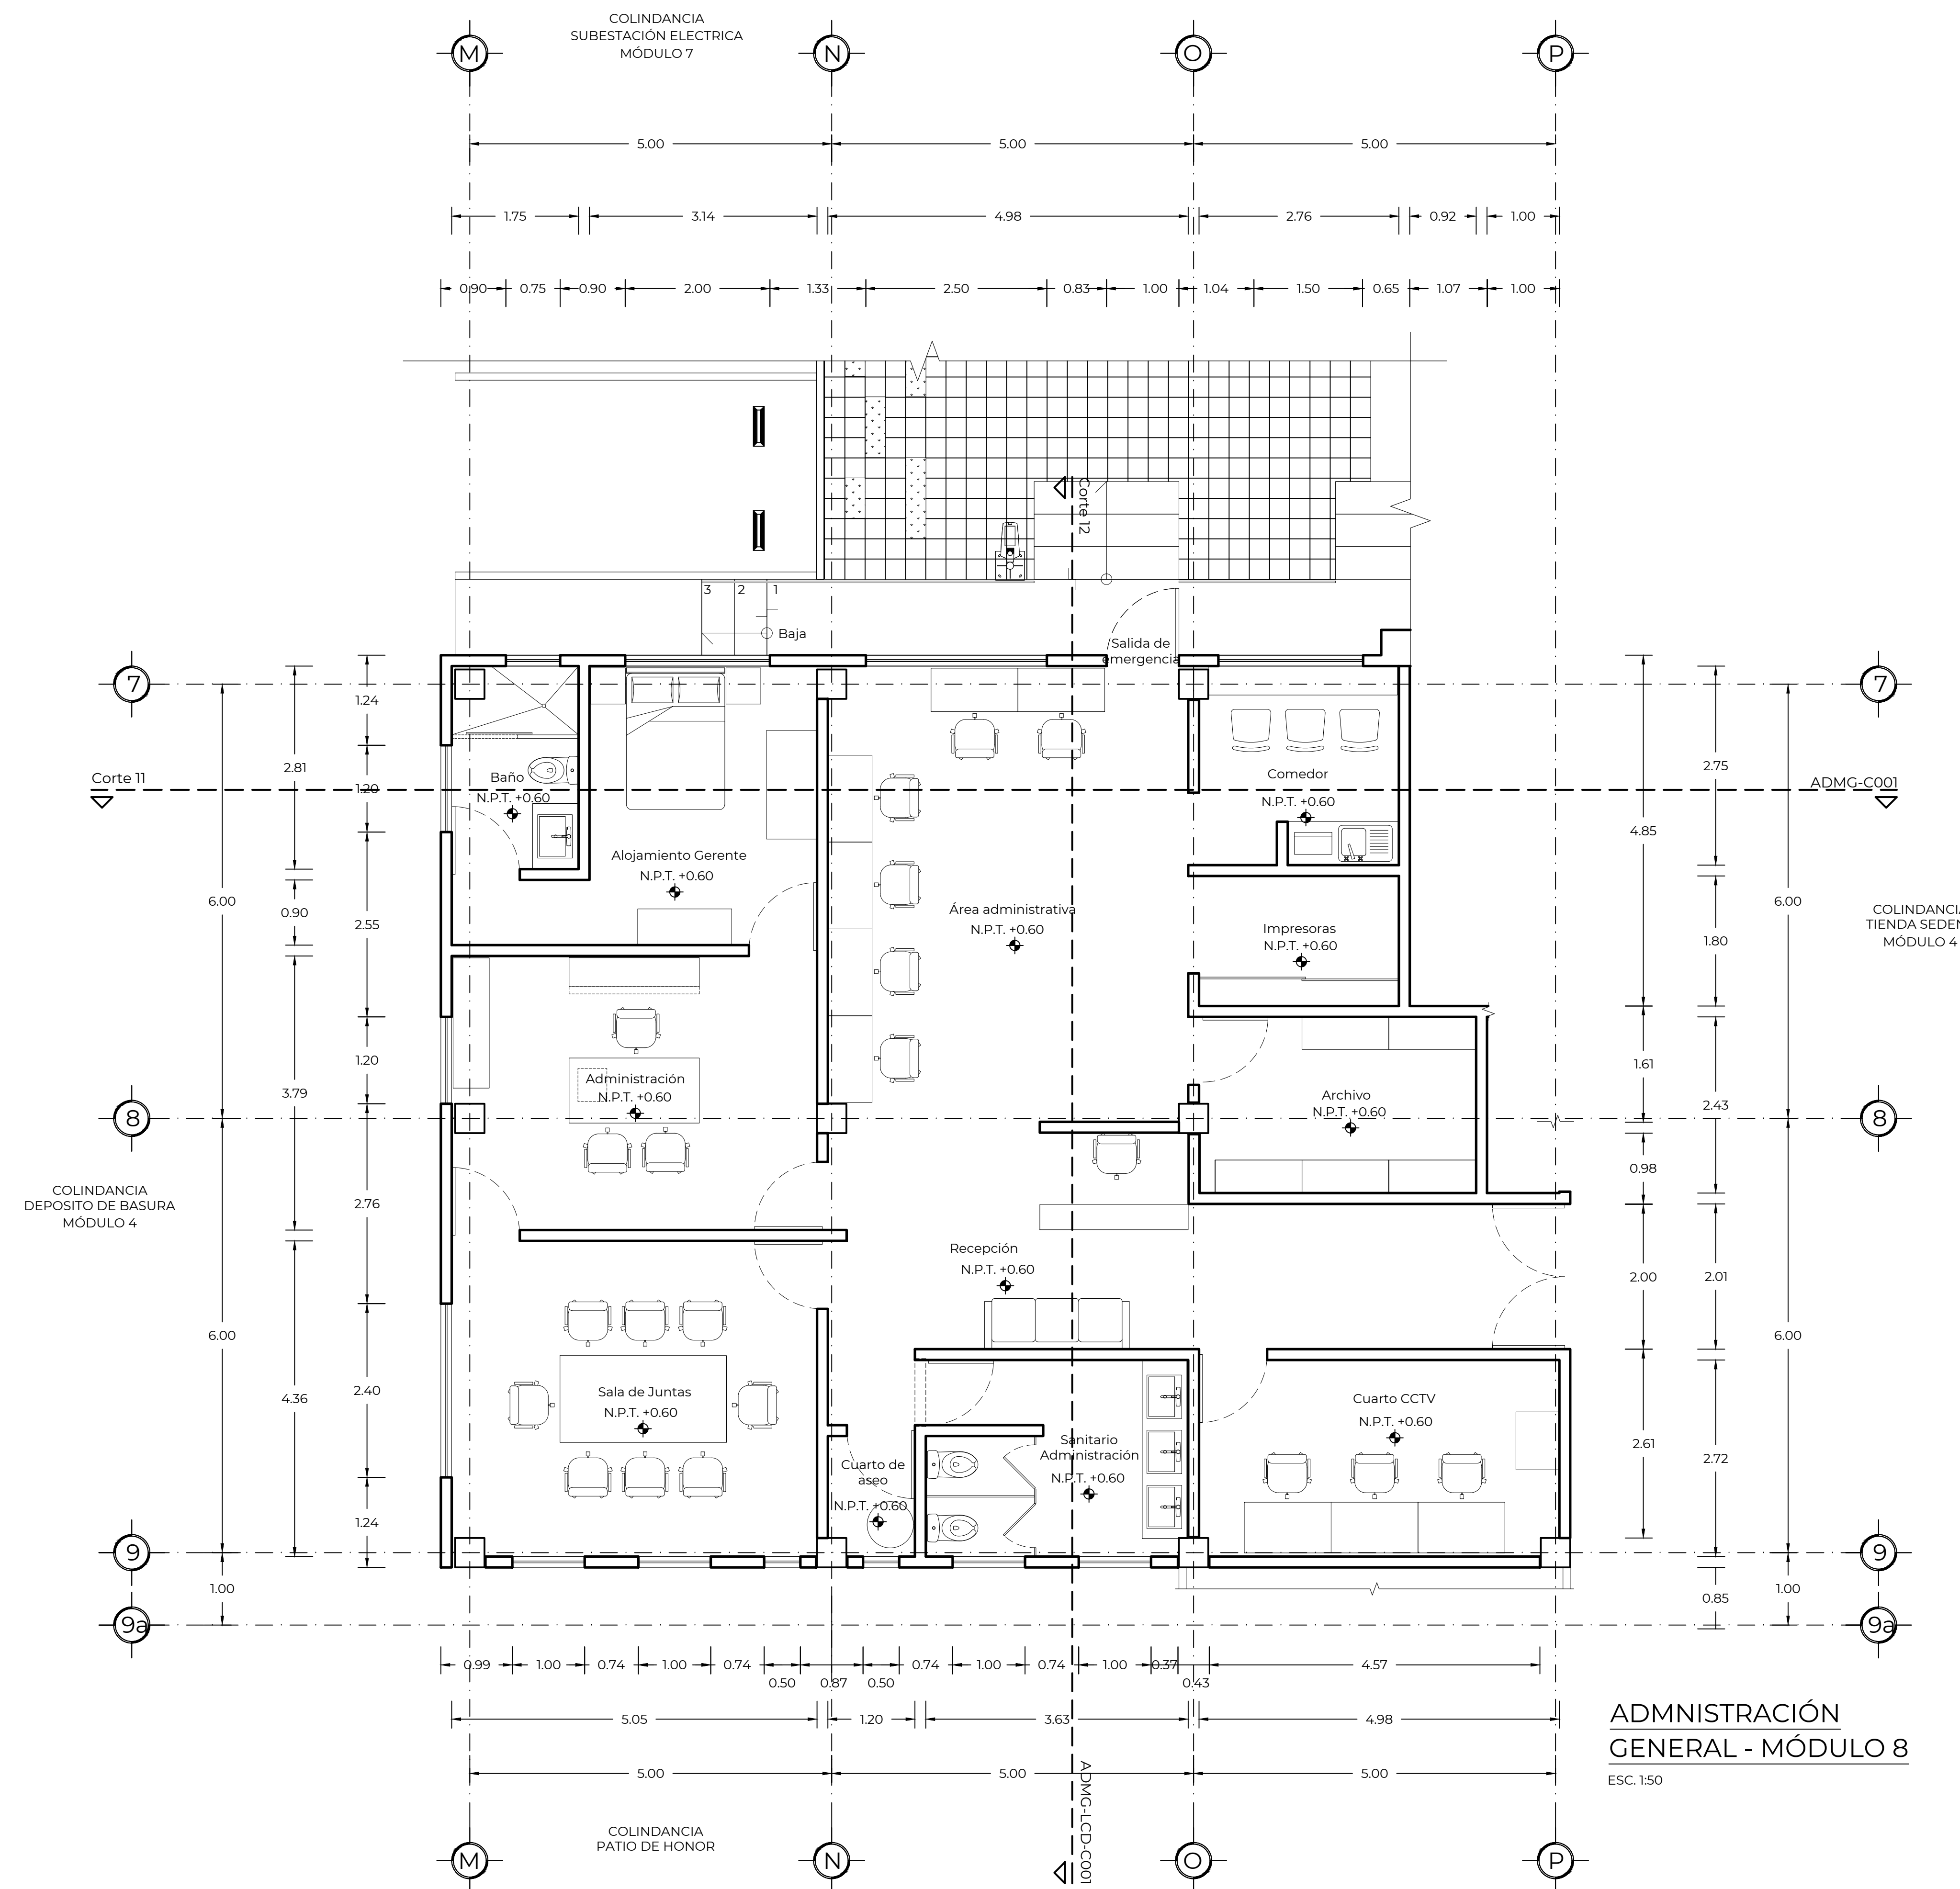 COLINDANCIA
SUBESTACIÓN ELECTRICA
MÓDULO 7
M
N
O
P
5.00
5.00
5.00
1.75
3.14
4.98
2.76
0.92
1.00
0.90
0.75
0.90
2.00
1.33
2.50
0.83
1.00
1.04
1.50
0.65
1.07
1.00
Corte 12
3
2
1
Baja
Salida de
emergencia
7
7
1.24
2.81
1.20
2.55
0.90
6.00
3.79
1.20
Corte 11
ADMG-C001
Baño
N.P.T. +0.60
Alojamiento Gerente
N.P.T. +0.60
Comedor
N.P.T. +0.60
Área administrativa
N.P.T. +0.60
Impresoras
N.P.T. +0.60
2.75
4.85
6.00
1.80
1.61
2.43
COLINDANCIA
MÓDULO 4
Administración
N.P.T. +0.60
Archivo
N.P.T. +0.60
8
8
COLINDANCIA
DEPOSITO DE BASURA
MÓDULO 4
2.76
6.00
4.36
2.40
1.24
0.98
2.00
2.01
6.00
2.61
2.72
Recepción
N.P.T. +0.60
Sala de Juntas
N.P.T. +0.60
Cuarto de
aseo
N.P.T. +0.60
Sanitario
Administración
N.P.T. +0.60
Cuarto CCTV
N.P.T. +0.60
9
9
1.00
0.85
1.00
9a
9a
0.99
1.00
0.74
1.00
0.74
0.50
0.87
0.50
0.74
1.00
0.74
1.00
0.37
0.43
4.57
5.05
1.20
3.63
4.98
5.00
5.00
5.00
ADMG-LCD-C001
ADMNISTRACIÓN
GENERAL - MÓDULO 8
ESC. 1:50
COLINDANCIA
PATIO DE HONOR
M
N
O
P